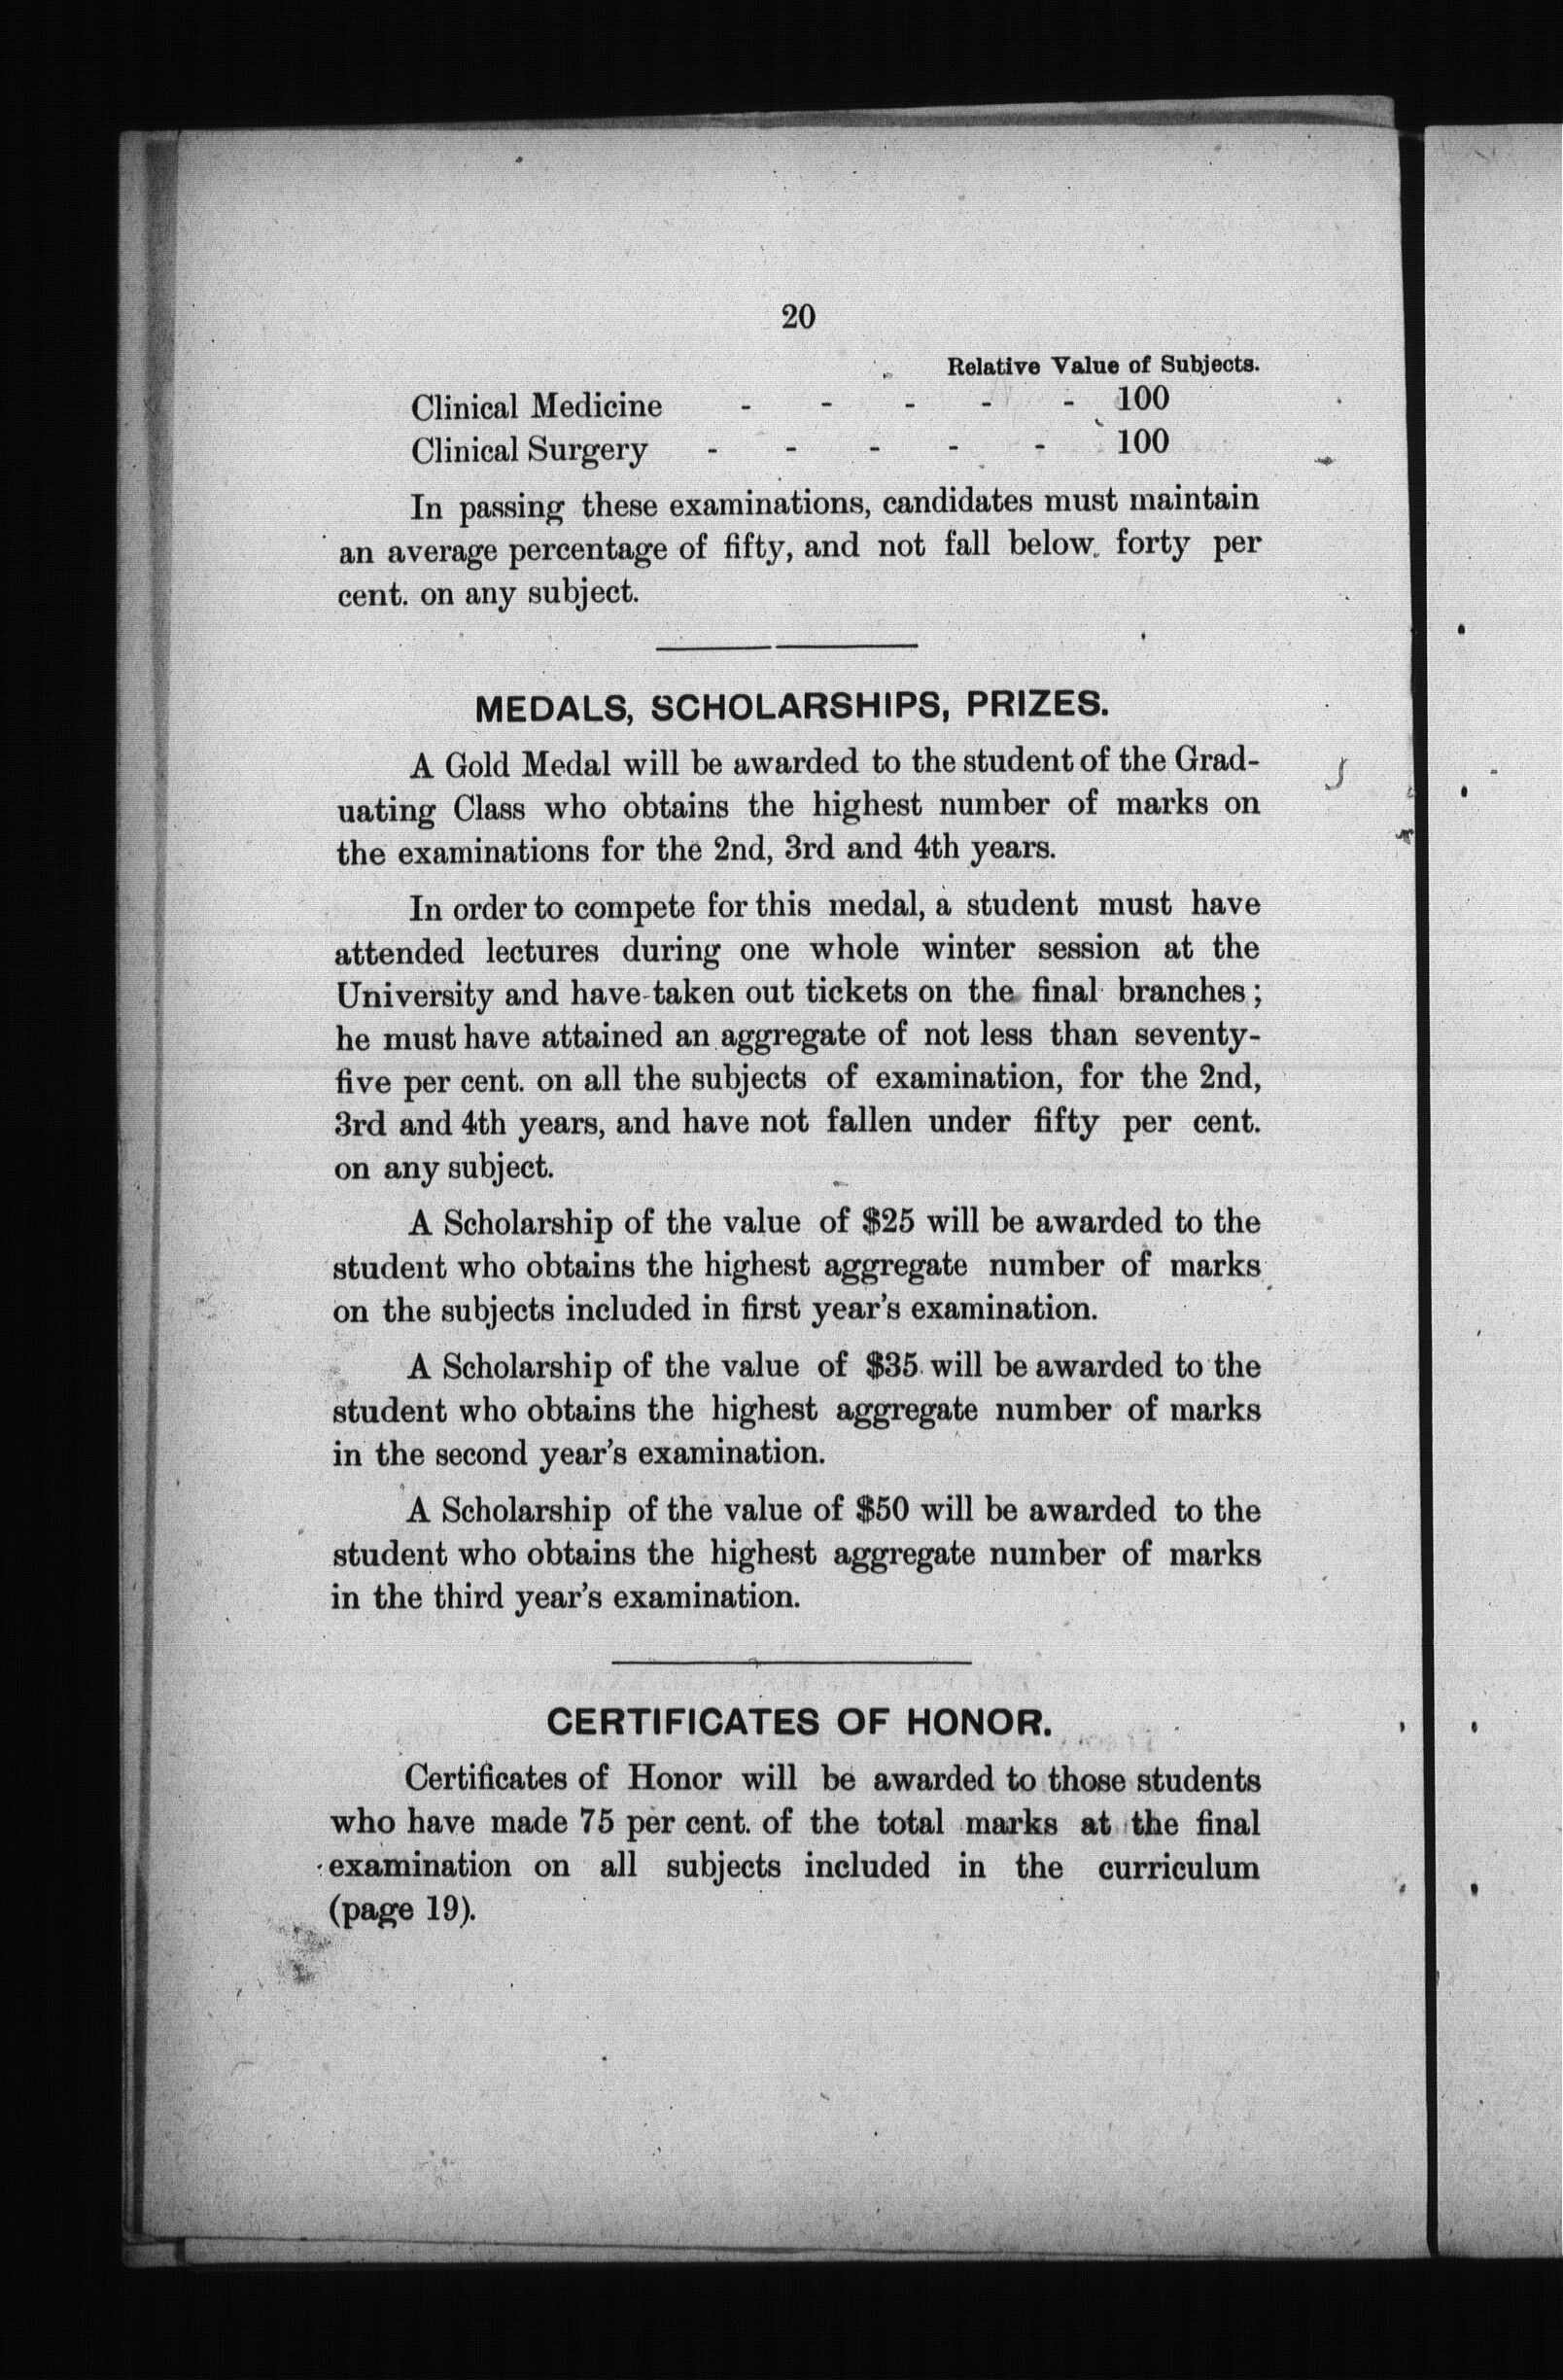 20
Relative Value of Subjects.
Clinical Medicine - - - - - 100
Clinical Surgery - - - - - 100
In passing these examinations, candidates must maintain
an average percentage of fifty, and not fall below forty per
cent. on any subject.
MEDALS, SCHOLARSHIPS, PRIZES.
A Gold Medal will be awarded to the student of the Grad-
uating Class who obtains the highest number of marks on
the examinations for the 2nd, 3rd and 4th years.
In order to compete for this medal, a student must have
attended lectures during one whole winter session at the
University and have taken out tickets on the final branches;
he must have attained an aggregate of not less than seventy-
five per cent. on all the subjects of examination, for the 2nd,
3rd and 4th years, and have not fallen under fifty per cent.
on any subject.
A Scholarship of the value of $25 will be awarded to the
student who obtains the highest aggregate number of marks
on the subjects included in first year's examination.
A Scholarship of the value of $35 will be awarded to the
student who obtains the highest aggregate number of marks
in the second year's examination.
A Scholarship of the value of $50 will be awarded to the
student who obtains the highest aggregate number of marks
in the third year's examination.
CERTIFICATES OF HONOR.
Certificates of Honor will be awarded to those students
who have made 75 per cent. of the total marks at the final
examination on all subjects included in the curriculum
(page 19).